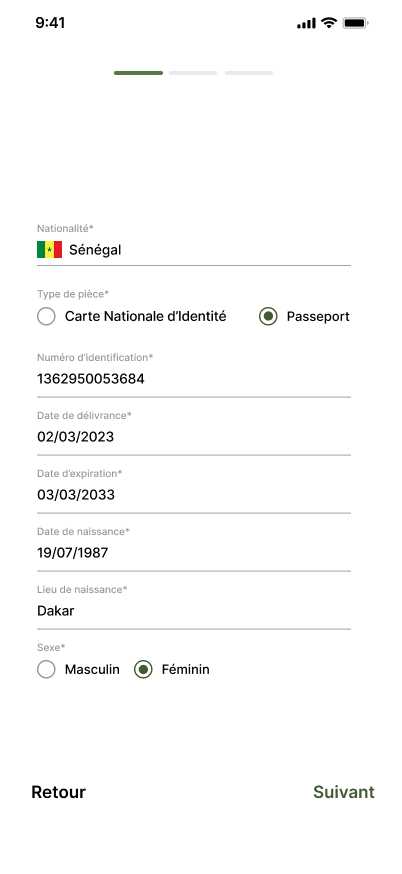 9:41
Nationalité*
Sénégal
Type de pièce*
Carte Nationale d'Identité Passeport
Numéro d'identification*
1362950053684
Date de délivrance*
02/03/2023
Date d'expiration*
03/03/2033
Date de naissance*
19/07/1987
Lieu de naissance*
Dakar
Sexe*
Masculin Féminin
Retour Suivant